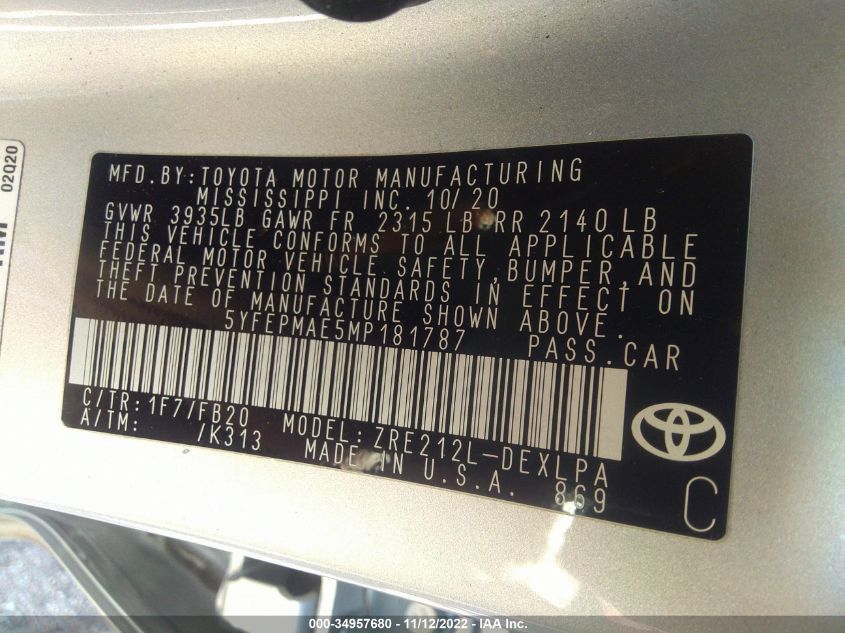 02Q20
MFD.BY:TOYOTA MOTOR MANUFACTURING
MISSISSIPPI INC. 10/20
GVWR 3935LB GAWR FR 2315 LB RR 2140LB
THIS VEHICLE CONFORMS TO ALL APPLICABLE
FEDERAL MOTOR VEHICLE SAFETY, BUMPER, AND
THEFT PREVENTION STANDARDS IN EFFECT ON
THE DATE OF MANUFACTURE SHOWN ABOVE.
5YFEPMAE5MP181787 PASS.CAR
C/TR: 1F7/FB20 MODEL: ZRE212L-DEXLPA
A/TM: /K313 MADE IN U.S.A. 869
C
000-34957680 - 11/12/2022 - IAA Inc.